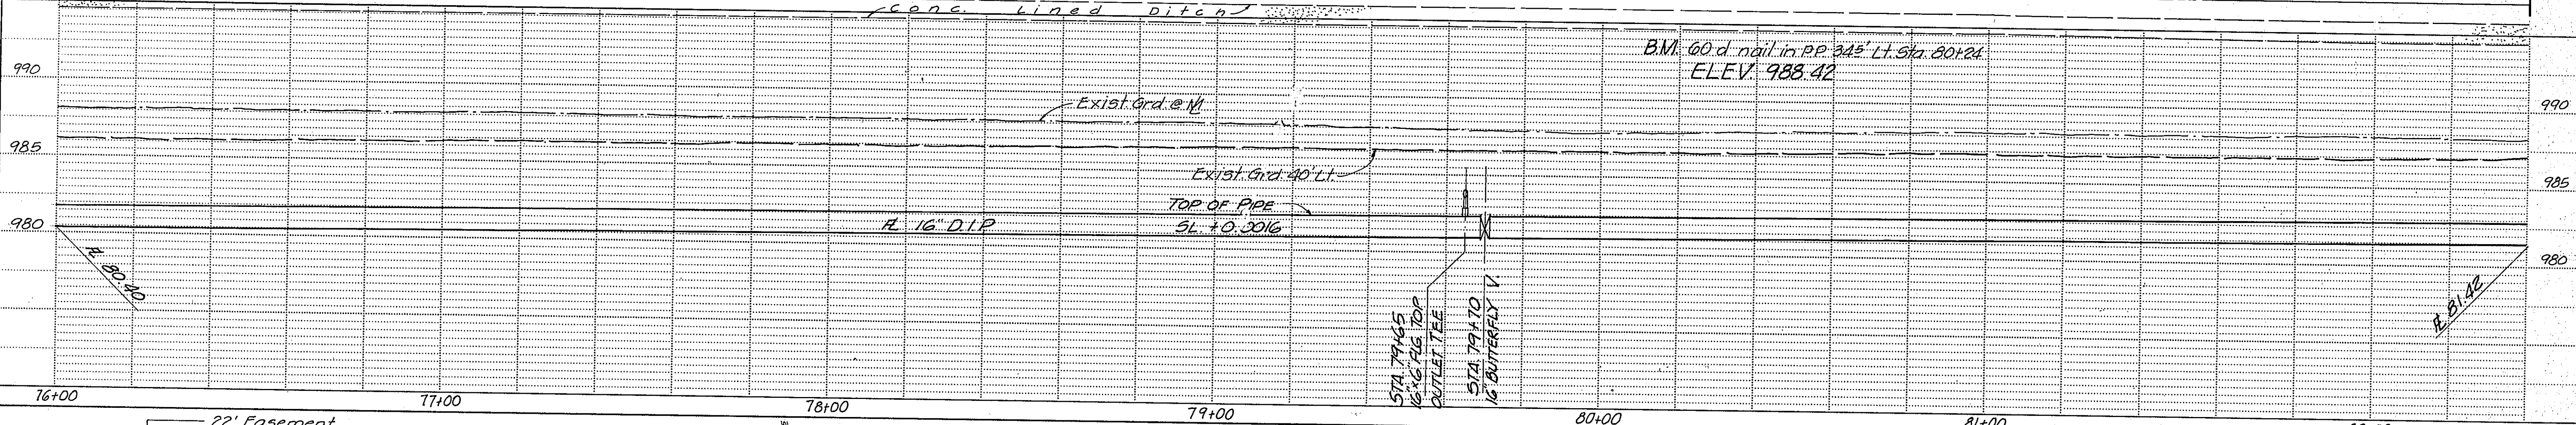 Conc. Lined Ditch
B.M. 60 d nail in P.P. 345' Lt. Sta. 80+24
ELEV. 988.42
990
990
Exist. Grd. @ M
985
Exist. Grd. 40' Lt.
985
TOP OF PIPE
980
16" D.I.P.
SL. +0.0016
980
80.40
81.42
STA. 79+65
16"x6" FLG. TOP
OUTLET TEE
STA. 79+70
16" BUTTERFLY V.
76+00
77+00
78+00
79+00
80+00
81+00
22' Easement